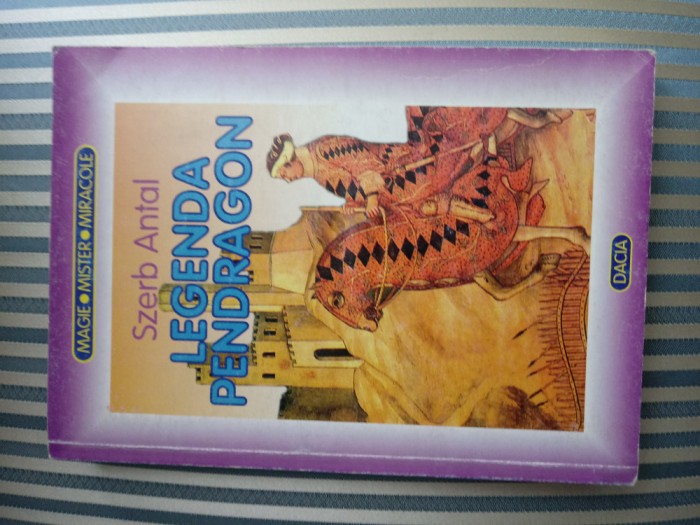 MAGIE • MISTER • MIRACOLE
Szerb Antal
LEGENDA
PENDRAGON
DACIA